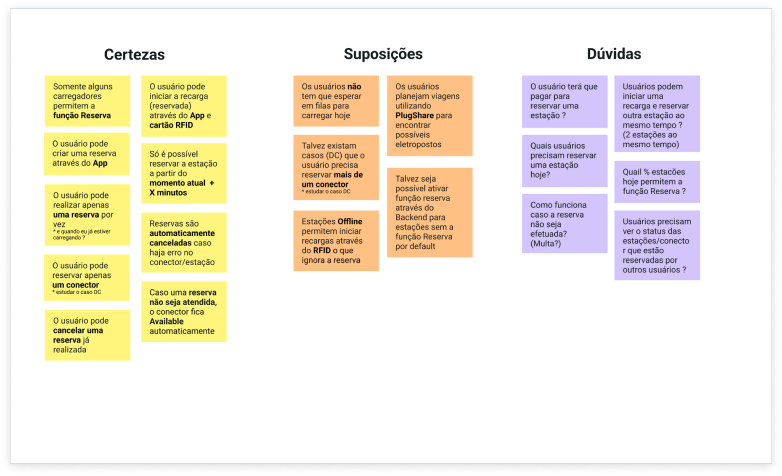 Certezas
Somente alguns
carregadores
permitem a
função Reserva
O usuário pode
criar uma reserva
através do App
O usuário pode
realizar apenas
uma reserva por
vez
* e quando eu já estiver
carregando ?
O usuário pode
reservar apenas
um conector
* estudar o caso DC
O usuário pode
cancelar uma
reserva já
realizada
O usuário pode
iniciar a recarga
(reservada)
através do App e
cartão RFID
Só é possível
reservar a estação
a partir do
momento atual + X minutos
Reservas são
automaticamente
canceladas caso
haja erro no
conector/estação
Caso uma reserva
não seja atendida,
o conector fica
Available
automaticamente
Suposições
Os usuários não
tem que esperar
em filas para
carregar hoje
Talvez existam
casos (DC) que o
usuário precisa
reservar mais de
um conector
* estudar o caso DC
Estações Offline
permitem iniciar
recargas através
do RFID o que
ignora a reserva
Os usuários
planejam viagens
utilizando
PlugShare para
encontrar
possíveis
eletropostos
Talvez seja
possível ativar
função reserva
através do
Backend para
estações sem a
função Reserva
por default
Dúvidas
O usuário terá que
pagar para
reservar uma
estação ?
Quais usuários
precisam reservar
uma estação
hoje?
Como funciona
caso a reserva
não seja
efetuada?
(Multa?)
Usuários podem
iniciar uma
recarga e reservar
outra estação ao
mesmo tempo ?
(2 estações ao
mesmo tempo)
Quail % estacões
hoje permitem a
função Reserva ?
Usuários precisam
ver o status das
estações/conecto
r que estão
reservadas por
outros usuários ?